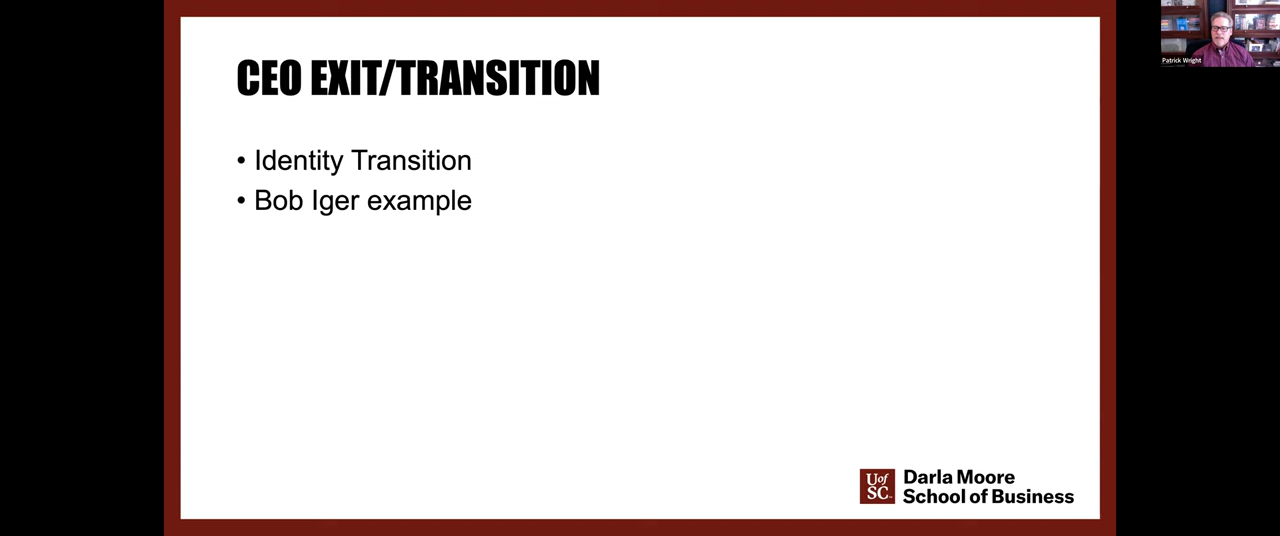 Patrick Wright
CEO EXIT/TRANSITION
• Identity Transition
• Bob Iger example
UofSC
Darla Moore
School of Business